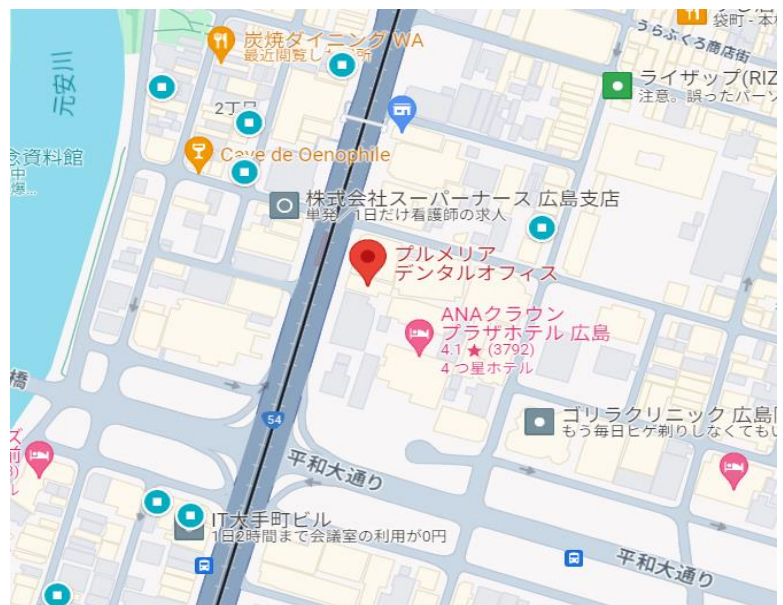 袋町 - 本
うらぶくろ商店街
炭焼ダイニング WA
最近閲覧し
所
元安川
2丁目
ライザップ(RIZ
注意。誤ったパーソ
念資料館
中
爆...
Cave de Oenophile
株式会社スーパーナース 広島支店
単発/1日だけ看護師の求人
プルメリア
デンタルオフィス
ANAクラウン
プラザホテル 広島
4.1 ★ (3792)
4 つ星ホテル
橋
54
ゴリラクリニック 広島
もう毎日ヒゲ剃りしなくても
ズ
前
平和大通り
IT大手町ビル
1日2時間まで会議室の利用が0円
平和大通り